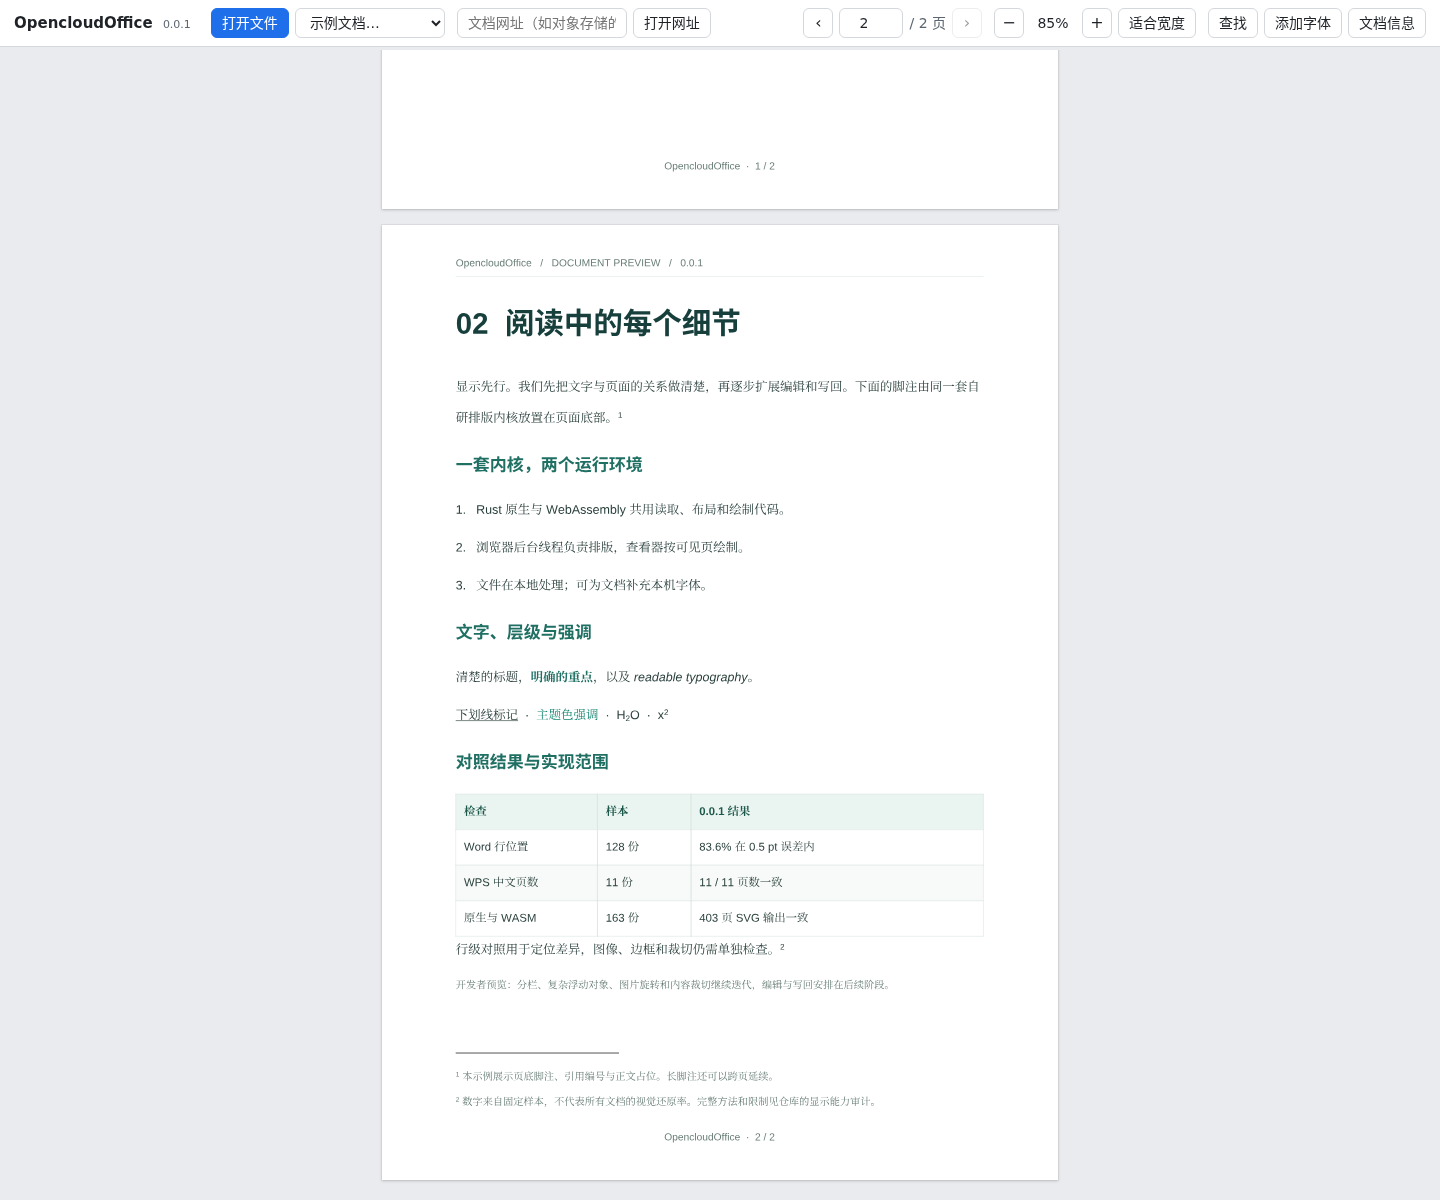 OpencloudOffice 0.0.1 打开文件 示例文档... 文档网址（如对象存储的 打开网址 ‹ 2 / 2 页 › − 85% + 适合宽度 查找 添加字体 文档信息
OpencloudOffice · 1 / 2
OpencloudOffice / DOCUMENT PREVIEW / 0.0.1
02 阅读中的每个细节
显示先行。我们先把文字与页面的关系做清楚，再逐步扩展编辑和写回。下面的脚注由同一套自
研排版内核放置在页面底部。¹
一套内核，两个运行环境
1. Rust 原生与 WebAssembly 共用读取、布局和绘制代码。
2. 浏览器后台线程负责排版，查看器按可见页绘制。
3. 文件在本地处理；可为文档补充本机字体。
文字、层级与强调
清楚的标题，明确的重点，以及 readable typography。
下划线标记 · 主题色强调 · H₂O · x²
对照结果与实现范围
检查 样本 0.0.1 结果
Word 行位置 128 份 83.6% 在 0.5 pt 误差内
WPS 中文页数 11 份 11 / 11 页数一致
原生与 WASM 163 份 403 页 SVG 输出一致
行级对照用于定位差异，图像、边框和裁切仍需单独检查。²
开发者预览：分栏、复杂浮动对象、图片旋转和内容裁切继续迭代，编辑与写回安排在后续阶段。
¹ 本示例展示页底脚注、引用编号与正文占位。长脚注还可以跨页延续。
² 数字来自固定样本，不代表所有文档的视觉还原率。完整方法和限制见仓库的显示能力审计。
OpencloudOffice · 2 / 2